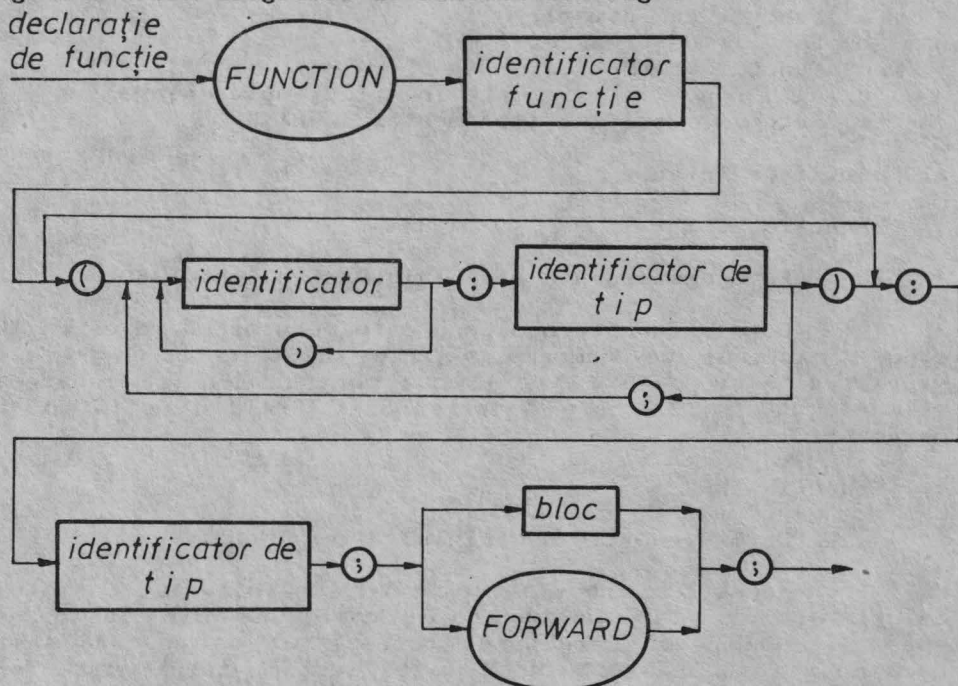 declarație
de funcție
FUNCTION
identificator
funcție
( identificator : identificator de
tip ) :
,
;
identificator de
tip ;
bloc
FORWARD
;